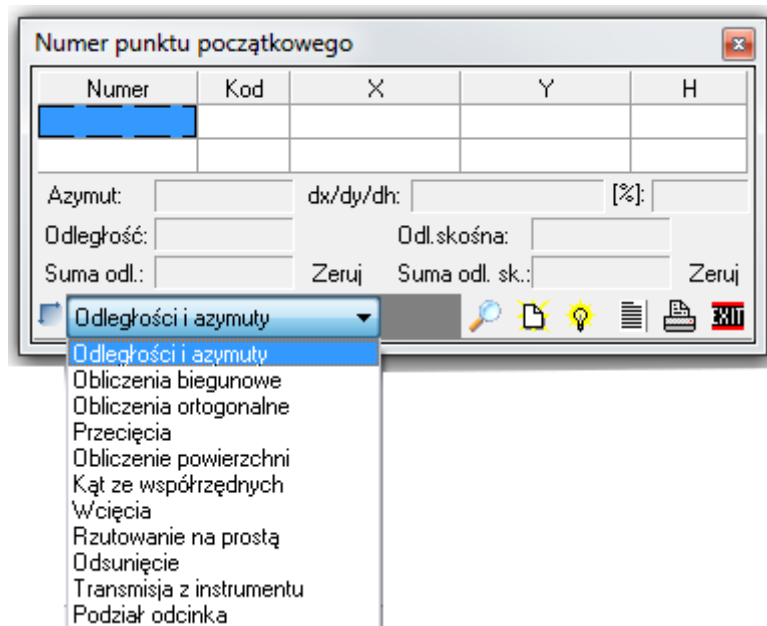 Numer punktu początkowego
Numer Kod X Y H
Azymut: dx/dy/dh: [%]:
Odległość: Odl.skośna:
Suma odl.: Zeruj Suma odl. sk.: Zeruj
Odległości i azymuty EXIT
Odległości i azymuty
Obliczenia biegunowe
Obliczenia ortogonalne
Przecięcia
Obliczenie powierzchni
Kąt ze współrzędnych
Wcięcia
Rzutowanie na prostą
Odsunięcie
Transmisja z instrumentu
Podział odcinka